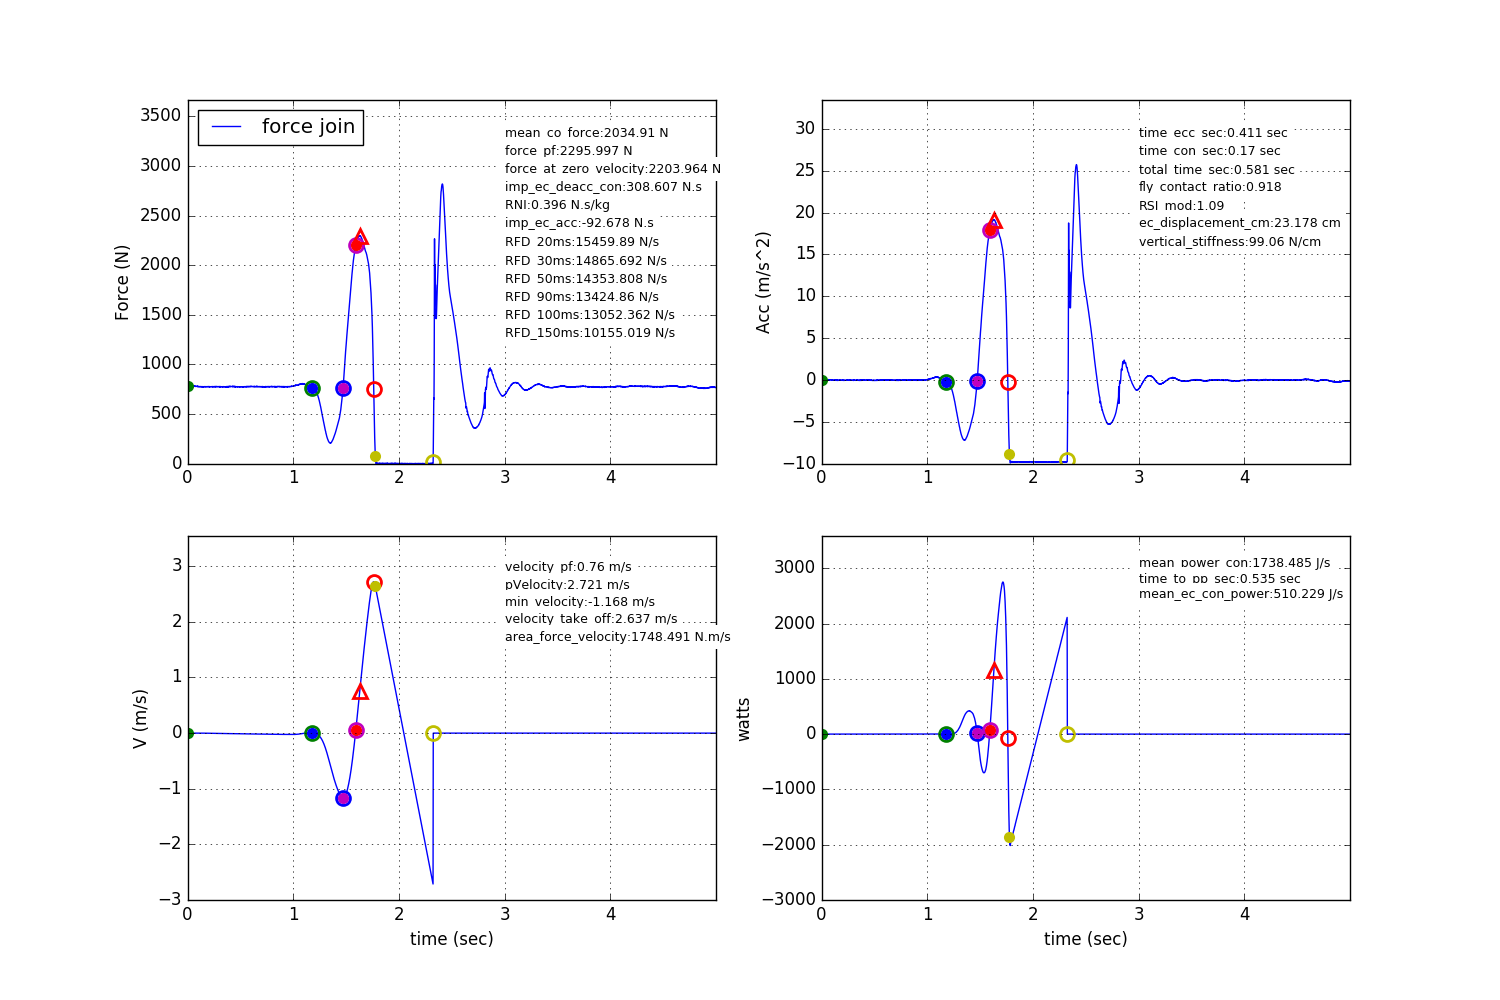 3500
3000
2500
2000
1500
1000
500
0
Force (N)
force join
mean_co_force:2034.91 N
force_pf:2295.997 N
force_at_zero_velocity:2203.964 N
imp_ec_deacc_con:308.607 N.s
RNI:0.396 N.s/kg
imp_ec_acc:-92.678 N.s
RFD_20ms:15459.89 N/s
RFD_30ms:14865.692 N/s
RFD_50ms:14353.808 N/s
RFD_90ms:13424.86 N/s
RFD_100ms:13052.362 N/s
RFD_150ms:10155.019 N/s
0 1 2 3 4
30
25
20
15
10
5
0
−5
−10
Acc (m/s^2)
time_ecc_sec:0.411 sec
time_con_sec:0.17 sec
total_time_sec:0.581 sec
fly_contact_ratio:0.918
RSI_mod:1.09
ec_displacement_cm:23.178 cm
vertical_stiffness:99.06 N/cm
0 1 2 3 4
3
2
1
0
−1
−2
−3
V (m/s)
velocity_pf:0.76 m/s
pVelocity:2.721 m/s
min_velocity:-1.168 m/s
velocity_take_off:2.637 m/s
area_force_velocity:1748.491 N.m/s
0 1 2 3 4
time (sec)
3000
2000
1000
0
−1000
−2000
−3000
watts
mean_power_con:1738.485 J/s
time_to_pp_sec:0.535 sec
mean_ec_con_power:510.229 J/s
0 1 2 3 4
time (sec)